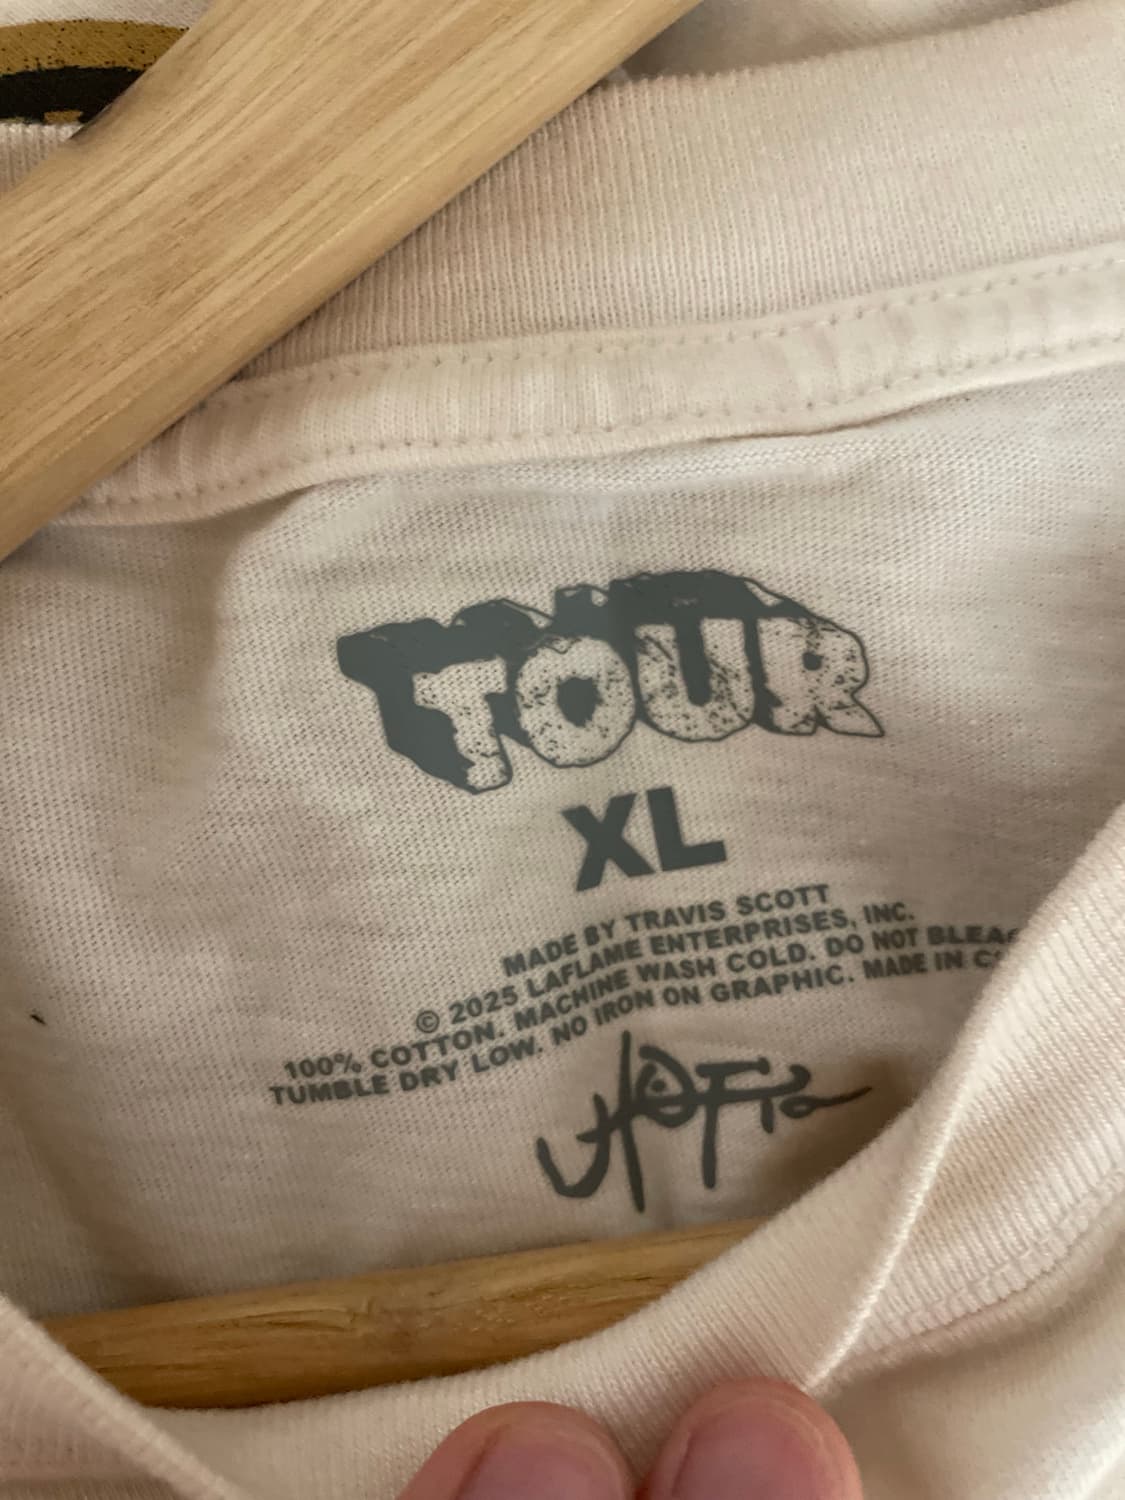 TOUR
XL
MADE BY TRAVIS SCOTT
© 2025 LAFLAME ENTERPRISES, INC.
100% COTTON. MACHINE WASH COLD. DO NOT
TUMBLE DRY LOW. NO IRON ON GRAPHIC. MADE IN